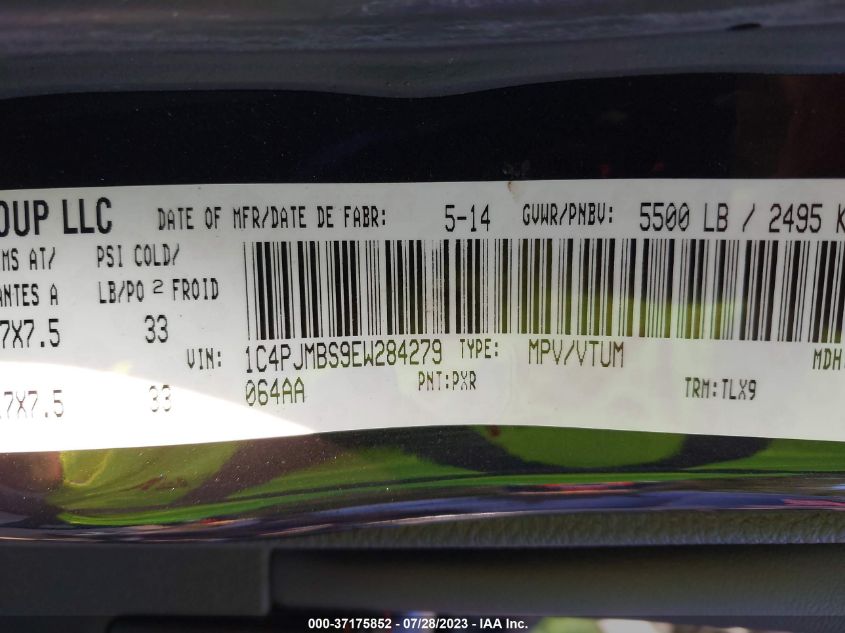 OUP LLC DATE OF MFR/DATE DE FABR: 5-14 GVWR/PNBV: 5500 LB / 2495 K
MS AT/ PSI COLD/
ANTES A LB/PO 2 FROID
7X7.5 33
VIN: 1C4PJMBS9EW284279 TYPE: MPV/VTUM MDH
7X7.5 33 064AA PNT:PXR TRM:TLX9
000-37175852 / 07/28/2023 - © IAA Inc.